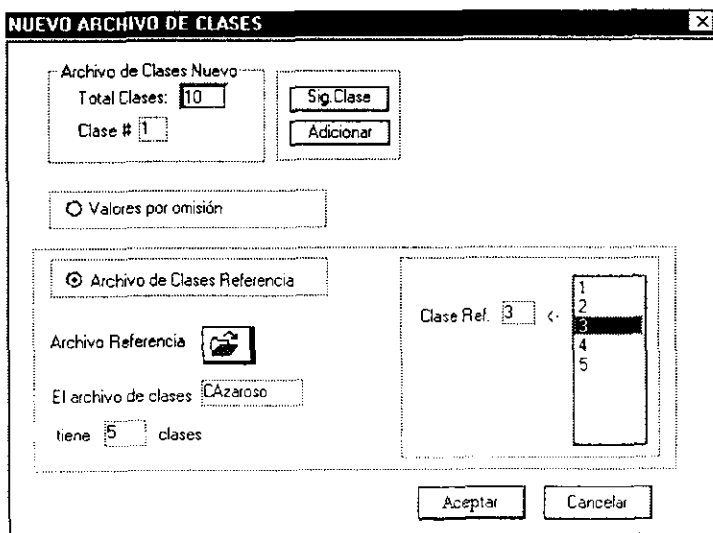 NUEVO ARCHIVO DE CLASES
Archivo de Clases Nuevo
Total Clases: 10
Clase # 1
Sig.Clase
Adicionar
Valores por omisión
Archivo de Clases Referencia
Archivo Referencia
El archivo de clases CAzaroso
tiene 5 clases
Clase Ref. 3 <-
1
2
3
4
5
Aceptar
Cancelar